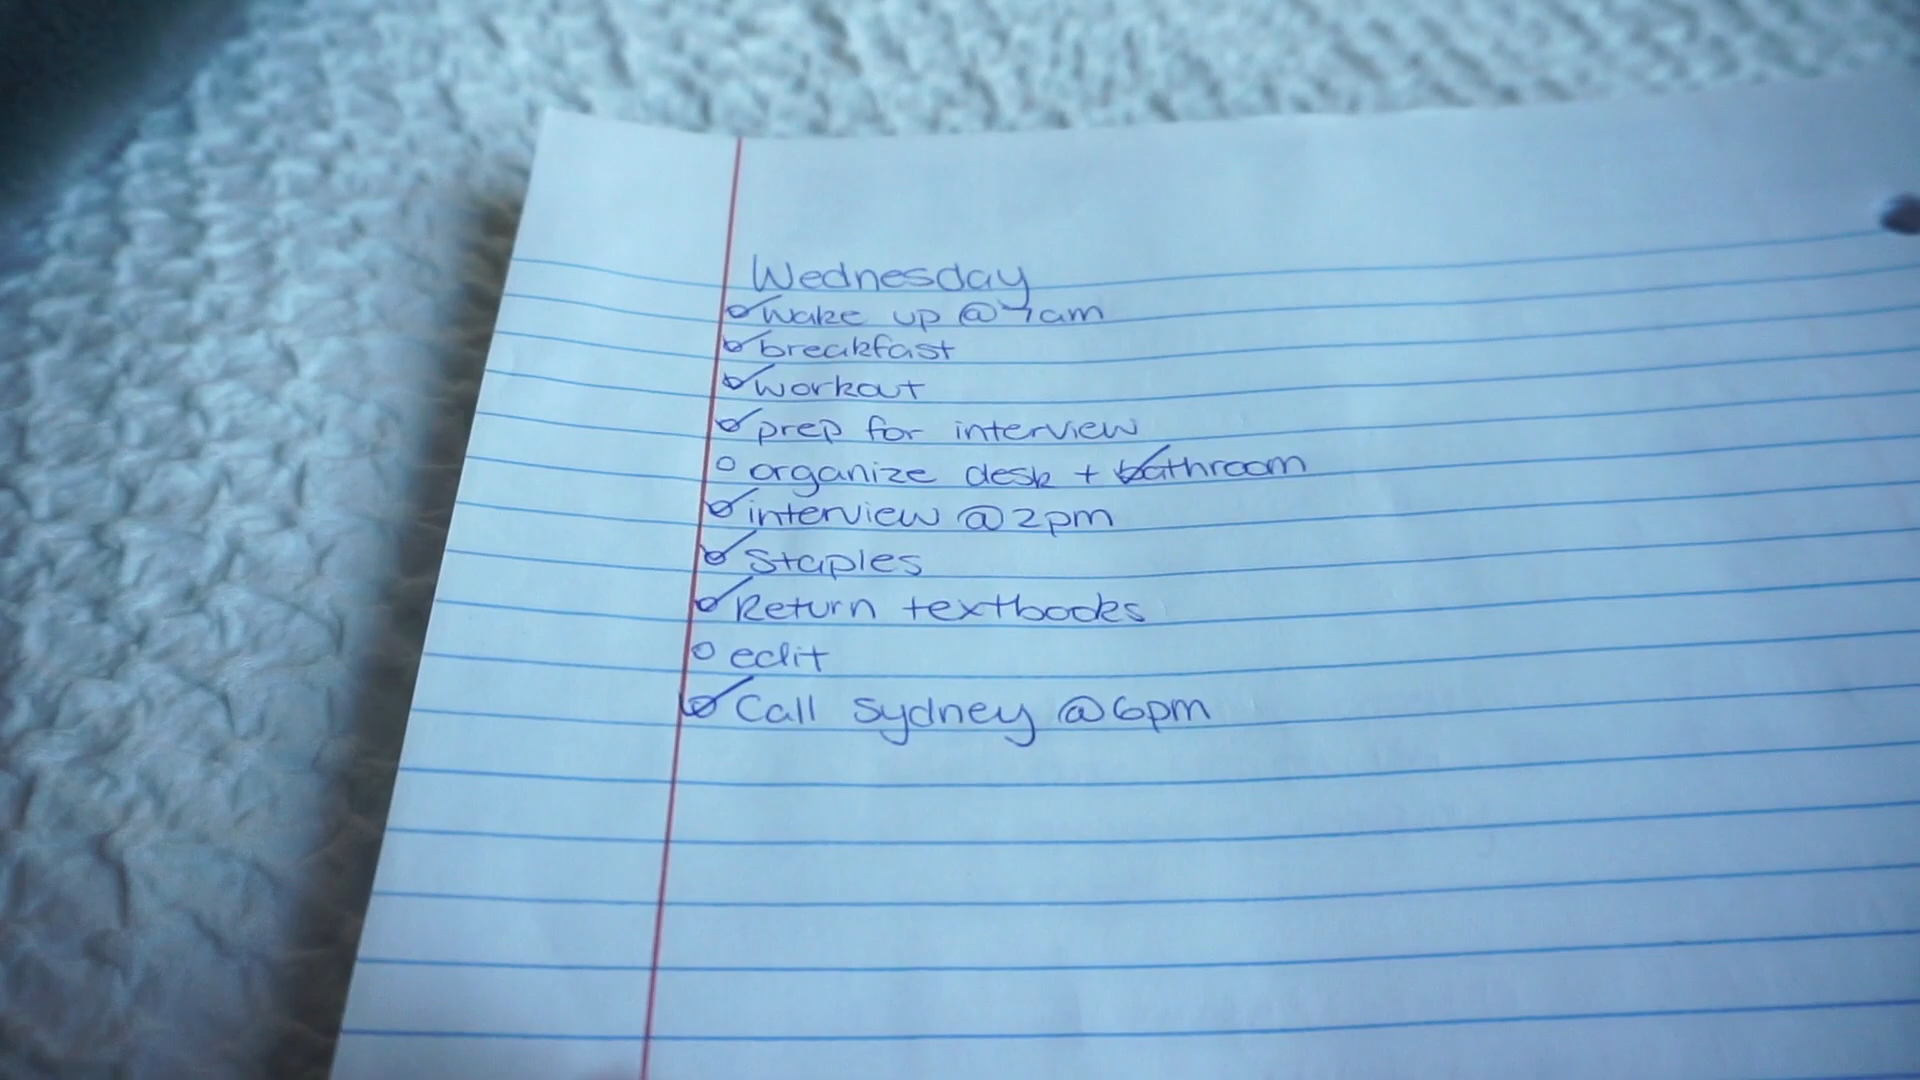 Wednesday
wake up @ 7am
breakfast
workout
prep for interview
organize desk + bathroom
interview @ 2pm
Staples
Return textbooks
edit
Call Sydney @ 6pm